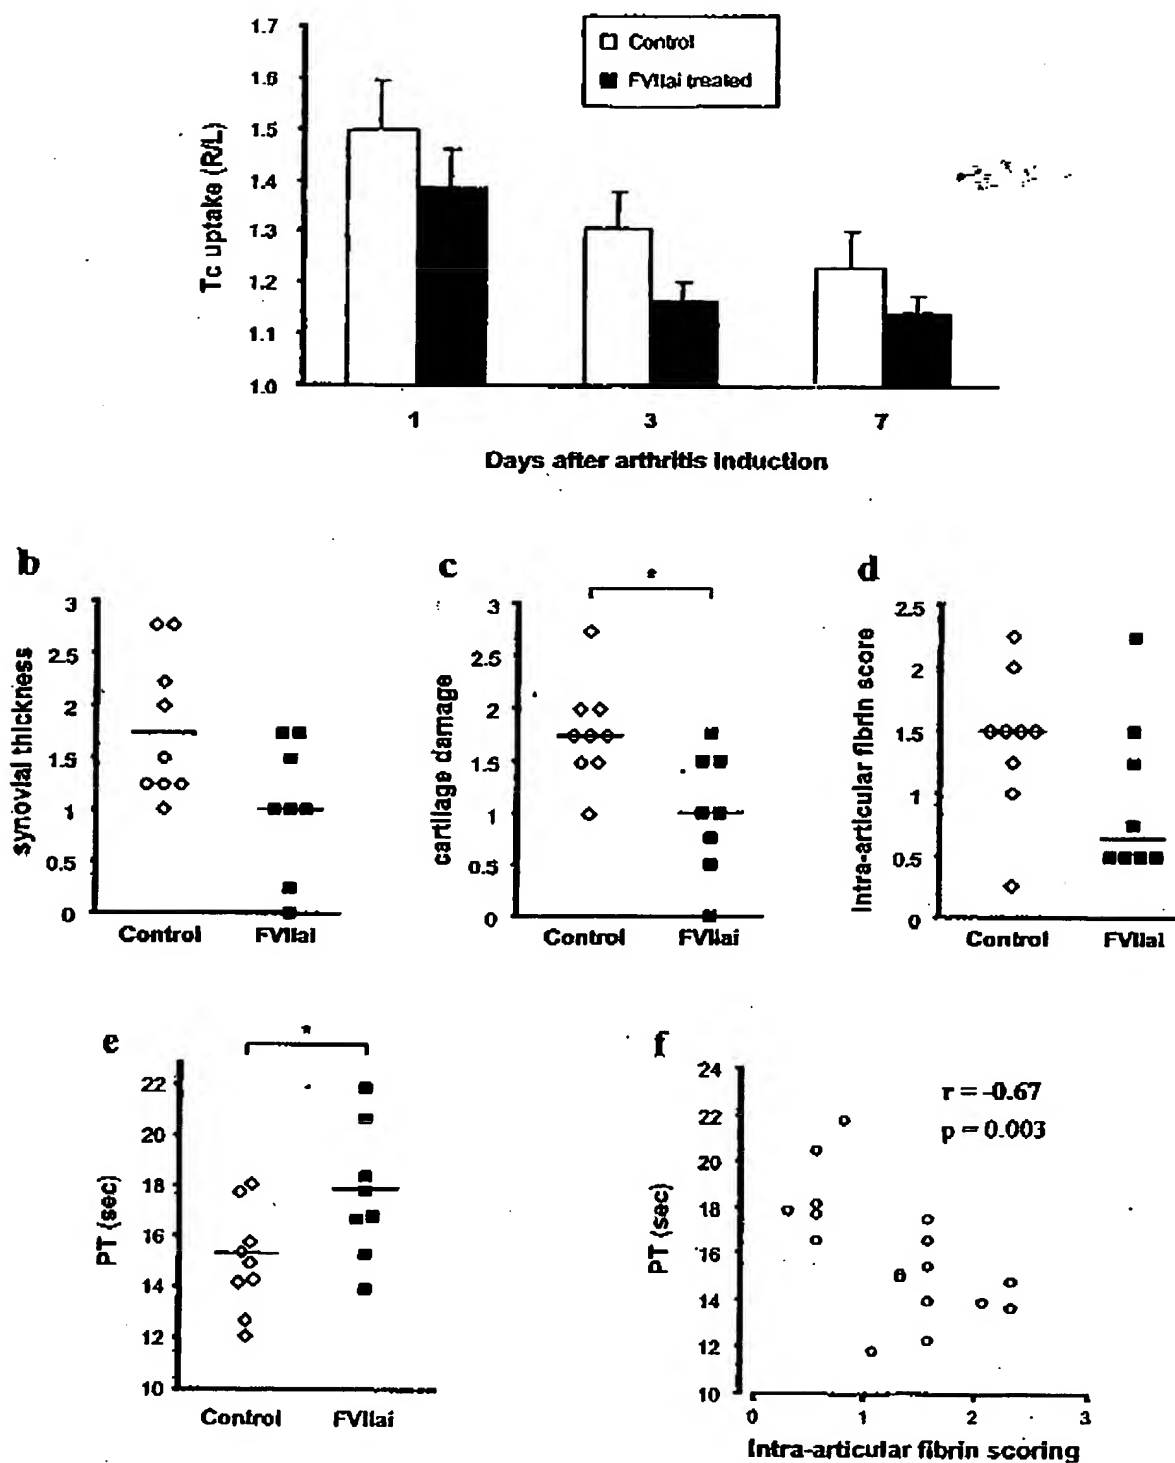 1.7
1.6
1.5
1.4
1.3
1.2
1.1
1.0
Tc uptake (R/L)
Control
FVIIai treated
1 3 7
Days after arthritis induction
b
3
2.5
2
1.5
1
0.5
0
synovial thickness
Control FVIIai
c
*
3
2.5
2
1.5
1
0.5
0
cartilage damage
Control FVIIai
d
2.5
2
1.5
1
0.5
0
Intra-articular fibrin score
Control FVIIai
e
*
22
20
18
16
14
12
10
PT (sec)
Control FVIIai
f
24
22
20
18
16
14
12
10
PT (sec)
r = -0.67
p = 0.003
0 1 2 3
Intra-articular fibrin scoring